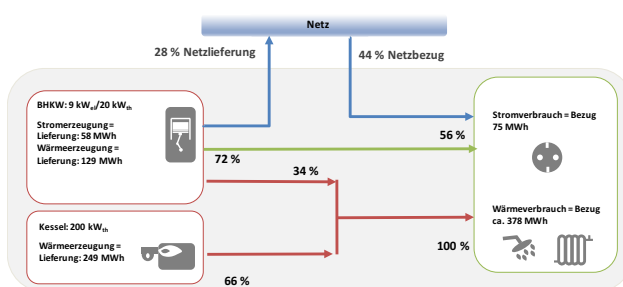 Netz
28 % Netzlieferung
44 % Netzbezug
BHKW: 9 kWel/20 kWth
Stromerzeugung =
Lieferung: 58 MWh
Wärmeerzeugung =
Lieferung: 129 MWh
72 %
56 %
34 %
Stromverbrauch = Bezug
75 MWh
Kessel: 200 kWth
Wärmeerzeugung =
Lieferung: 249 MWh
66 %
100 %
Wärmeverbrauch = Bezug
ca. 378 MWh